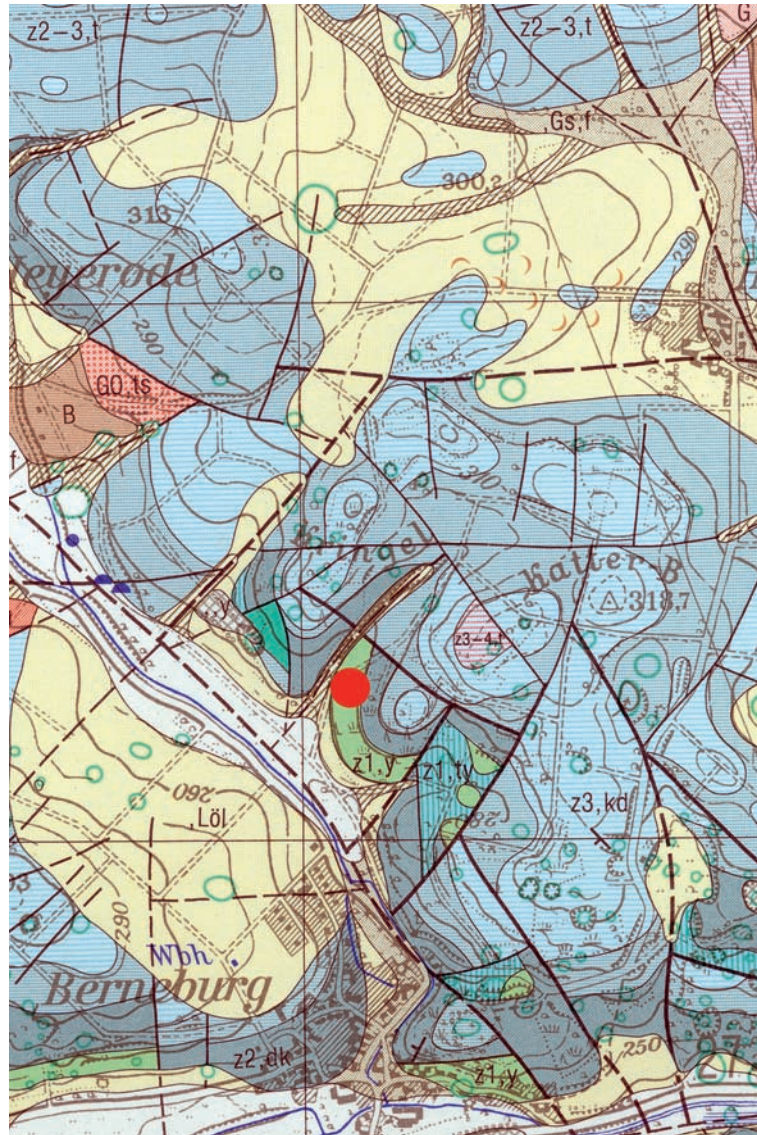 z2–3,t
z2–3,t
G
,Gs,f
300,2
313
290
G0,ts
B
f
310
Kringel
Katter-B
318,7
y
z3–4,t
z1,y
z1,ty
z3,kd
260
,Löl
290
Wbh
Berneburg
z2,dk
z1,y
250